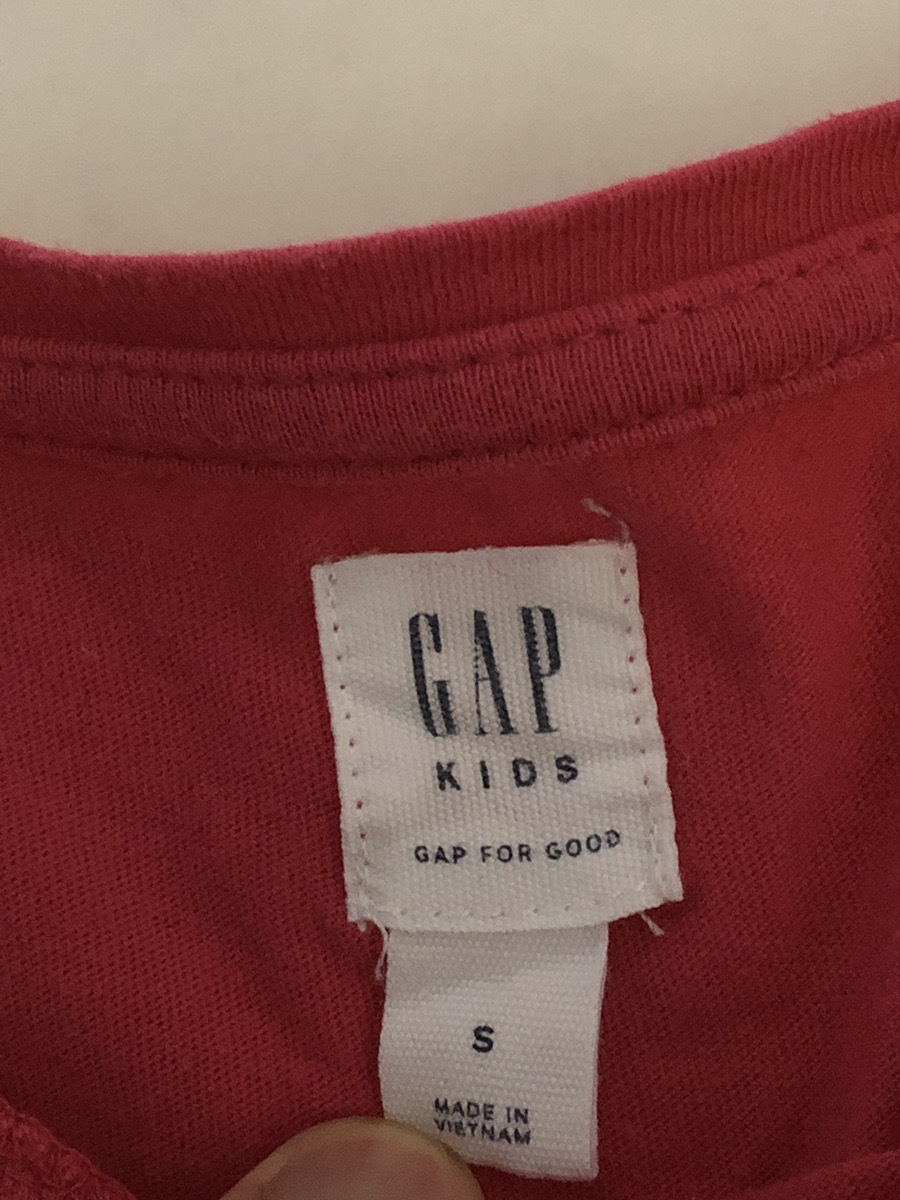 GAP
KIDS
GAP FOR GOOD
S
MADE IN
VIETNAM